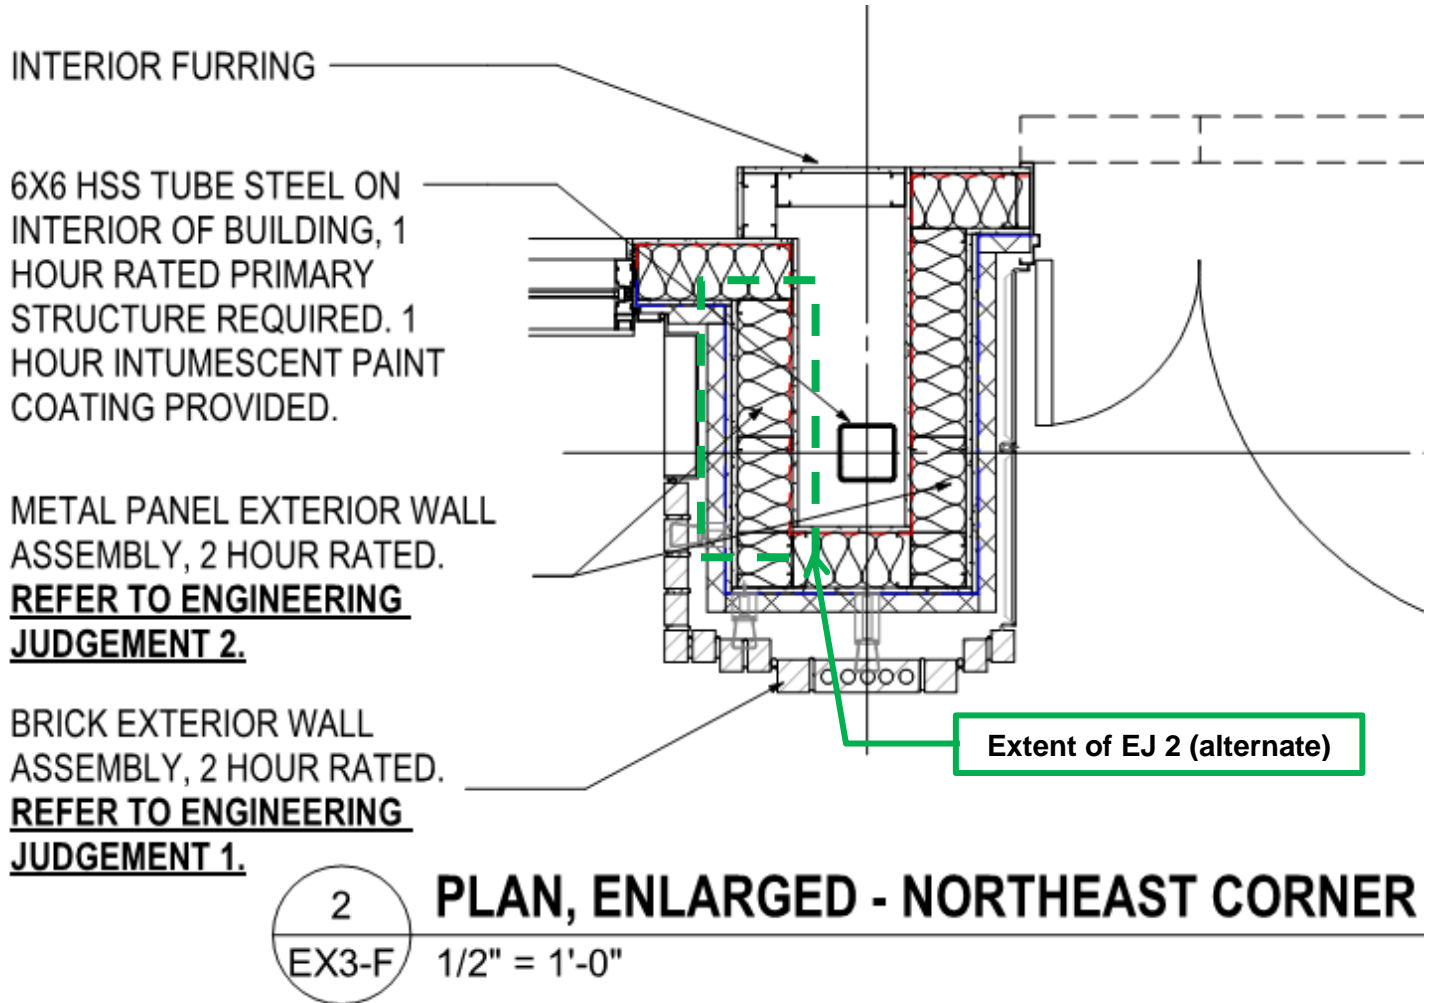 INTERIOR FURRING
6X6 HSS TUBE STEEL ON
INTERIOR OF BUILDING, 1
HOUR RATED PRIMARY
STRUCTURE REQUIRED. 1
HOUR INTUMESCENT PAINT
COATING PROVIDED.
METAL PANEL EXTERIOR WALL
ASSEMBLY, 2 HOUR RATED.
REFER TO ENGINEERING
JUDGEMENT 2.
BRICK EXTERIOR WALL
ASSEMBLY, 2 HOUR RATED.
REFER TO ENGINEERING
JUDGEMENT 1.
Extent of EJ 2 (alternate)
2
EX3-F
PLAN, ENLARGED - NORTHEAST CORNER
1/2" = 1'-0"